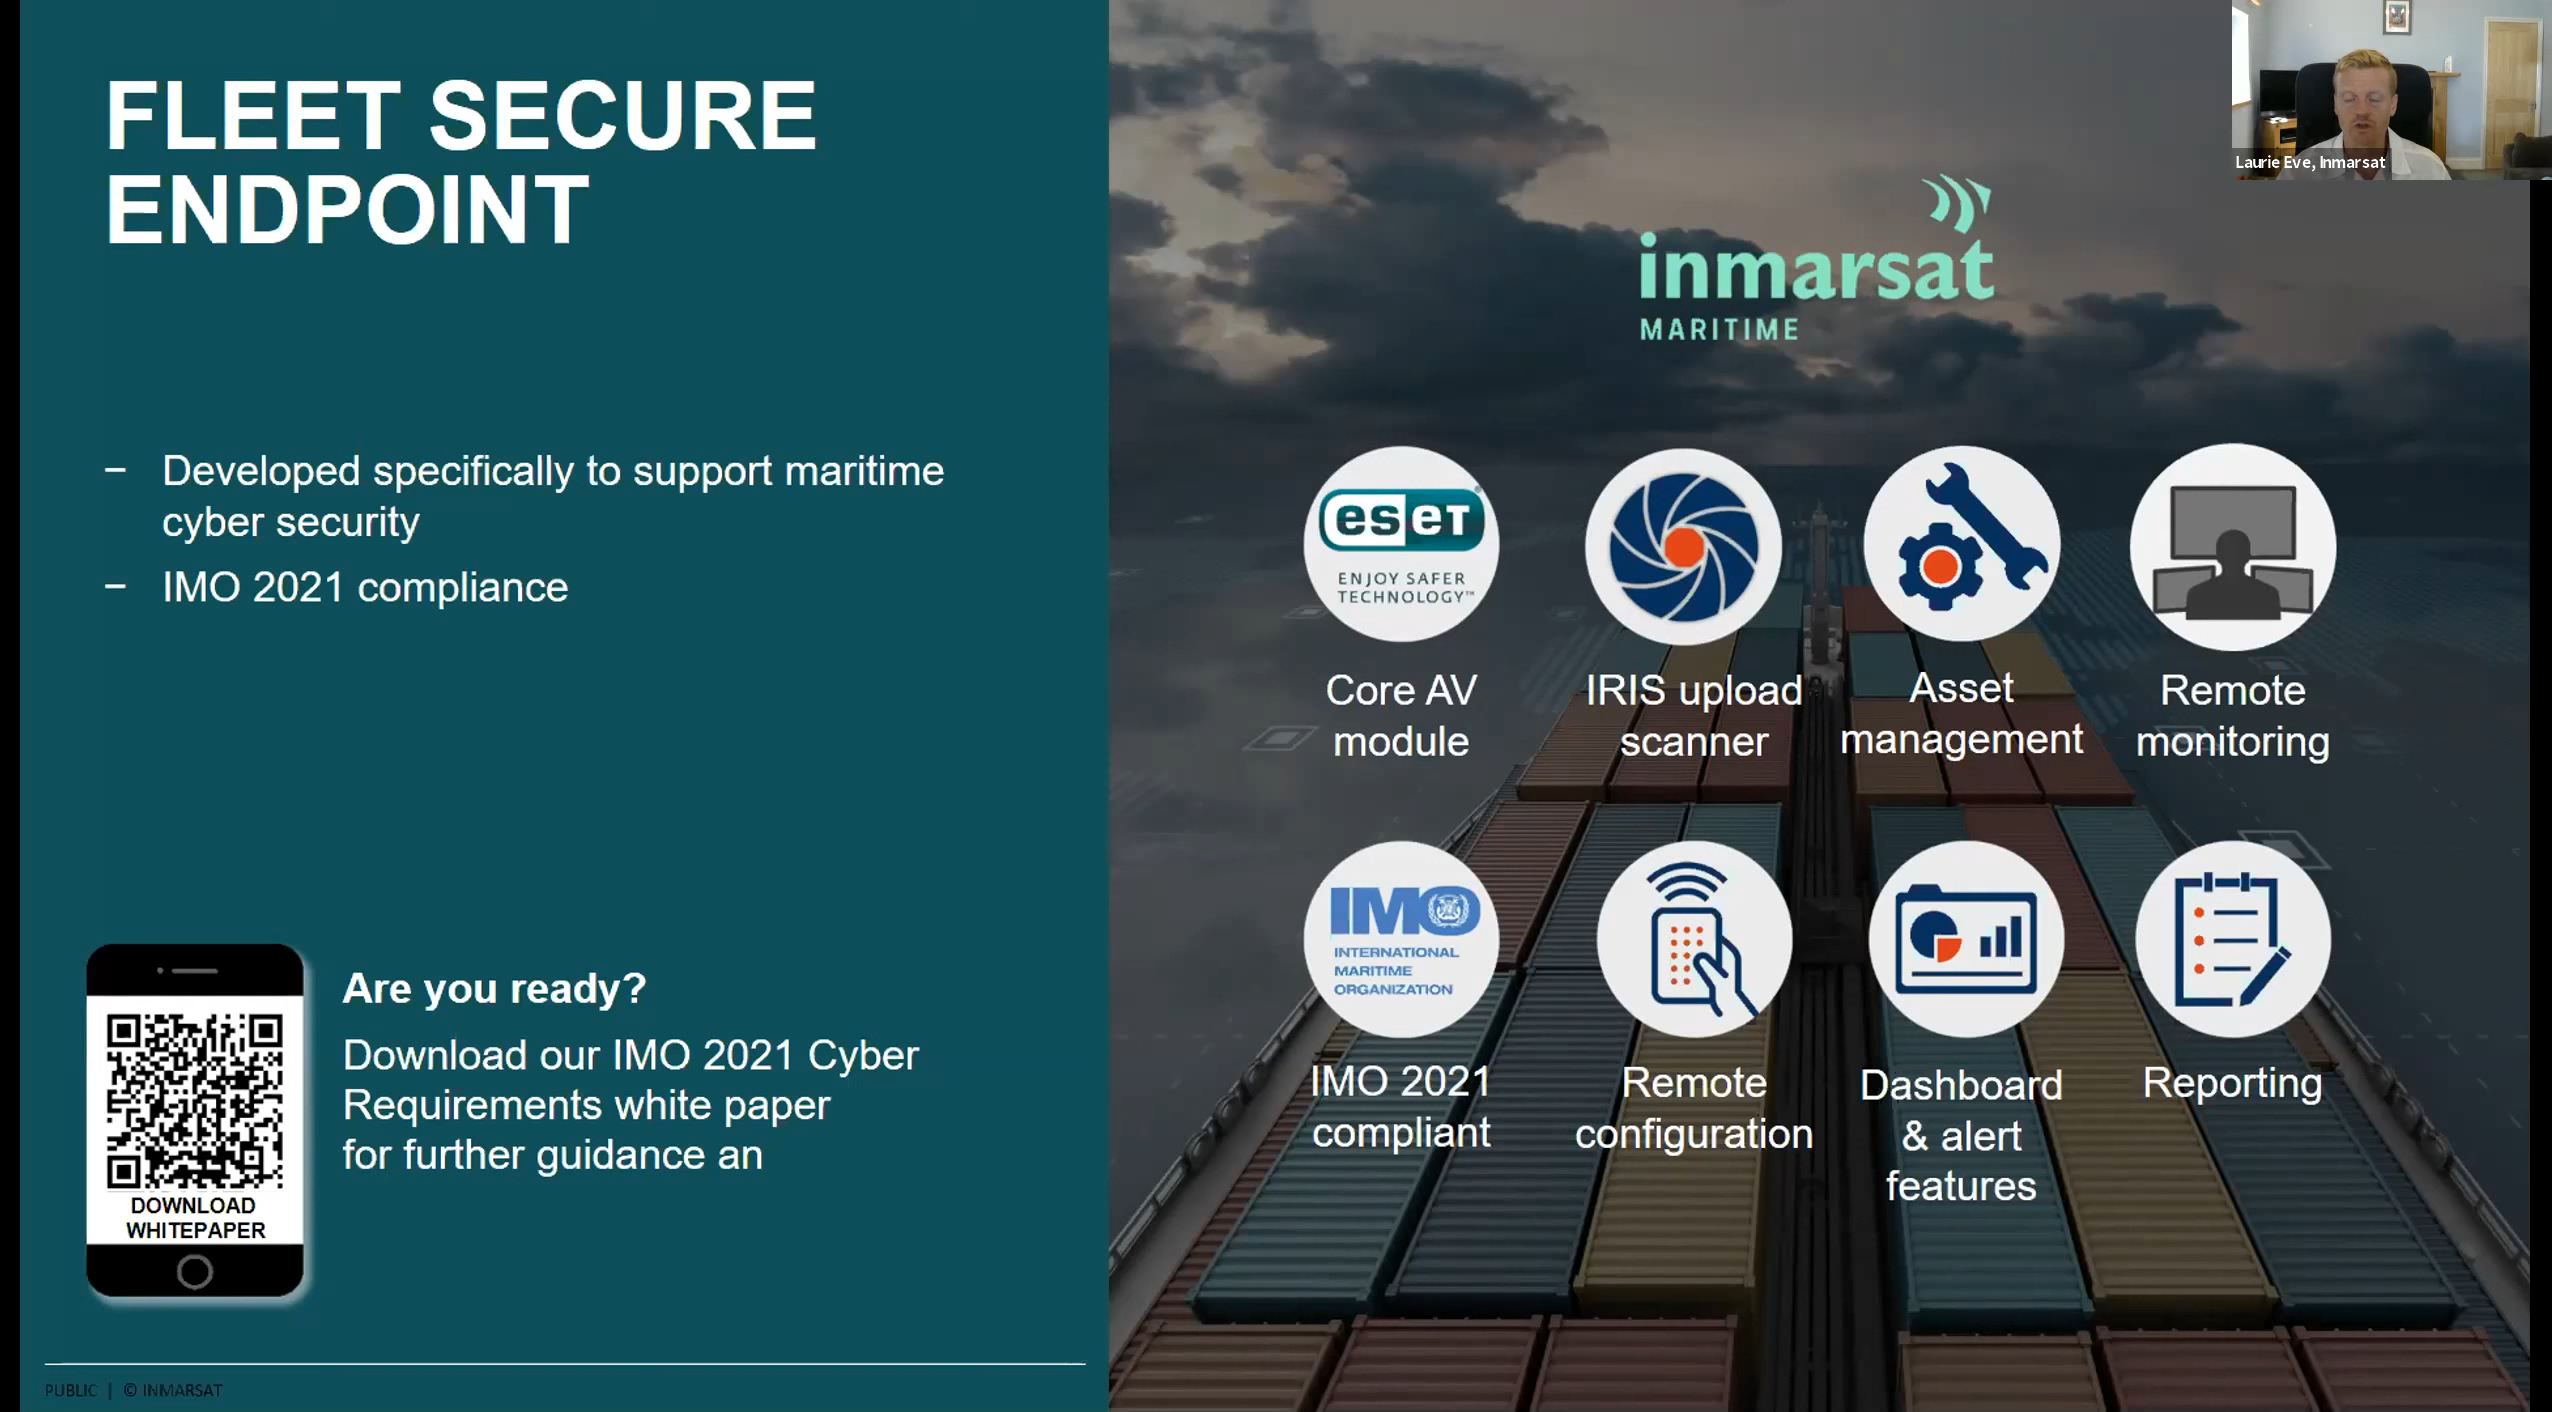 FLEET SECURE
ENDPOINT
– Developed specifically to support maritime
cyber security
– IMO 2021 compliance
Are you ready?
Download our IMO 2021 Cyber
Requirements white paper
for further guidance an
DOWNLOAD
WHITEPAPER
PUBLIC | © INMARSAT
Laurie Eve, Inmarsat
inmarsat
MARITIME
eseT®
ENJOY SAFER
TECHNOLOGY™
Core AV
module
IRIS upload
scanner
Asset
management
Remote
monitoring
IMO
INTERNATIONAL
MARITIME
ORGANIZATION
IMO 2021
compliant
Remote
configuration
Dashboard
& alert
features
Reporting